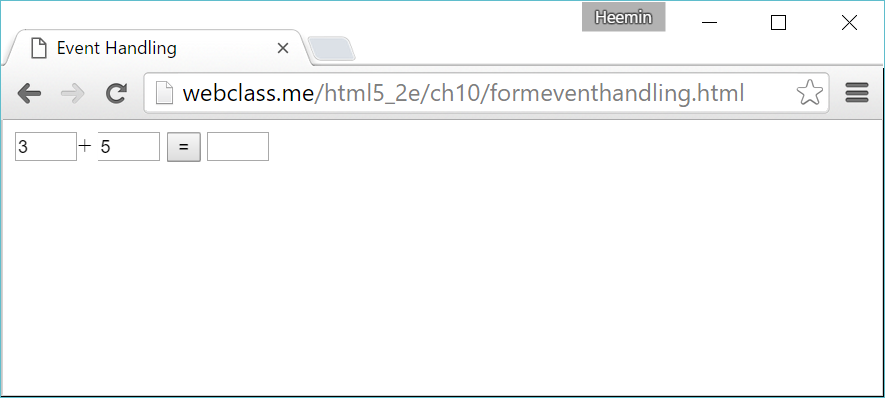 Heemin
Event Handling
webclass.me/html5_2e/ch10/formeventhandling.html
3 + 5 =